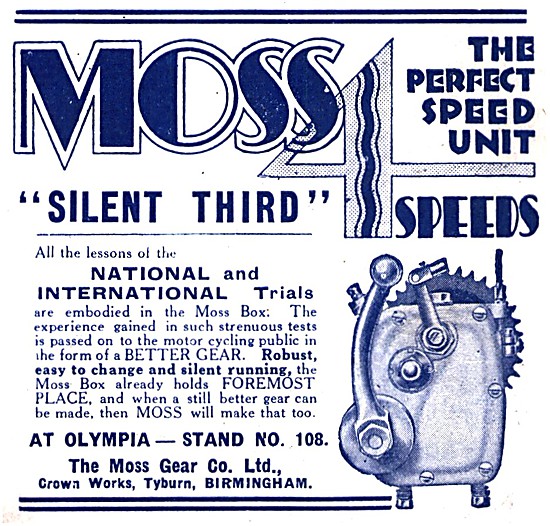 MOSS 4 SPEEDS
THE
PERFECT
SPEED
UNIT
"SILENT THIRD"
All the lessons of the
NATIONAL and
INTERNATIONAL Trials
are embodied in the Moss Box: The
experience gained in such strenuous tests
is passed on to the motor cycling public in
the form of a BETTER GEAR. Robust,
easy to change and silent running, the
Moss Box already holds FOREMOST
PLACE, and when a still better gear can
be made, then MOSS will make that too.
AT OLYMPIA — STAND NO. 108.
The Moss Gear Co. Ltd.,
Crown Works, Tyburn, BIRMINGHAM.